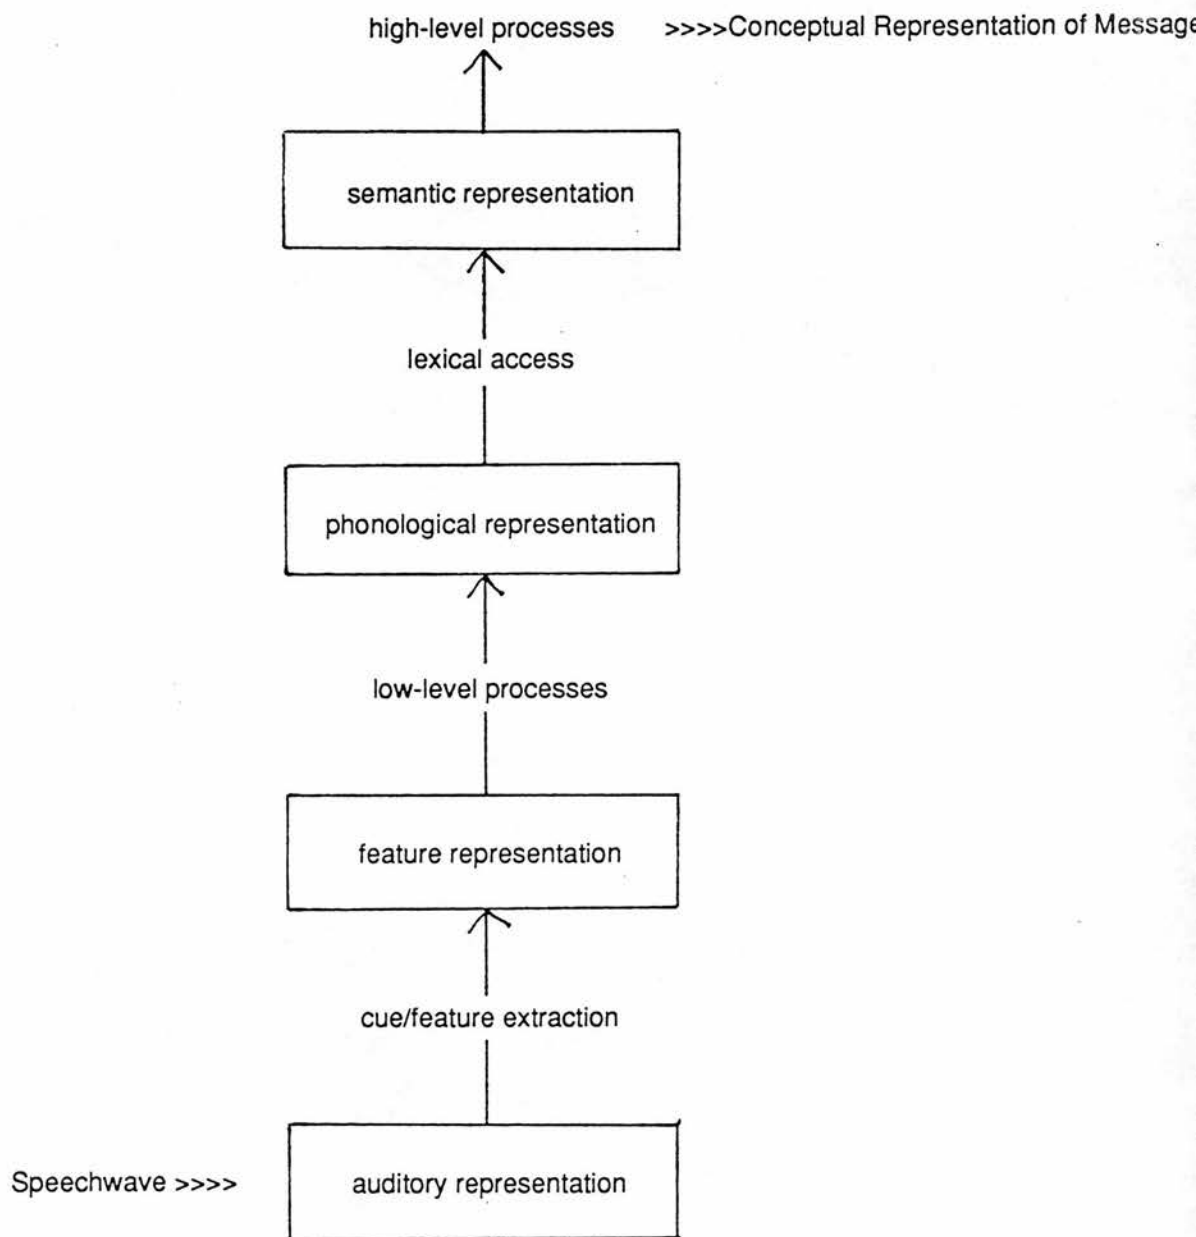 high-level processes >>>>Conceptual Representation of Message
semantic representation
lexical access
phonological representation
low-level processes
feature representation
cue/feature extraction
Speechwave >>>> auditory representation